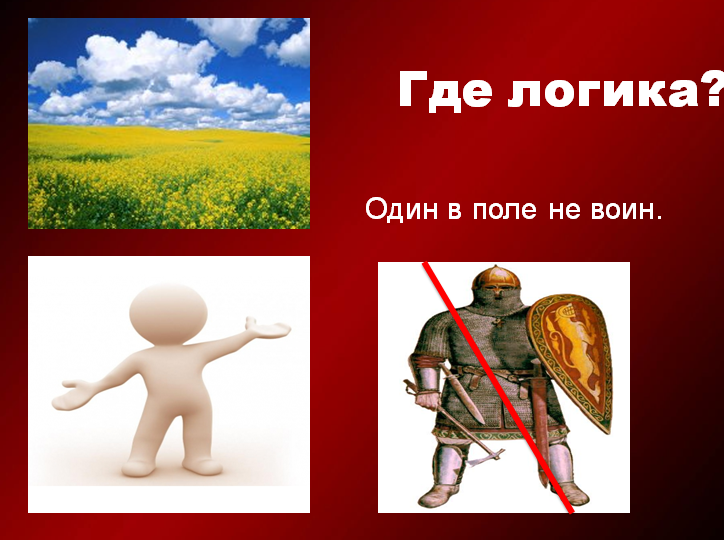 Где логика?
Один в поле не воин.